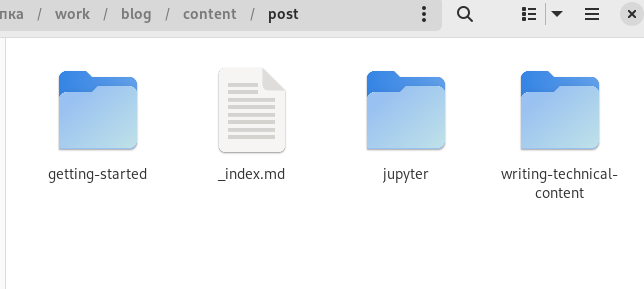 пка / work / blog / content / post
getting-started
_index.md
jupyter
writing-technical-
content